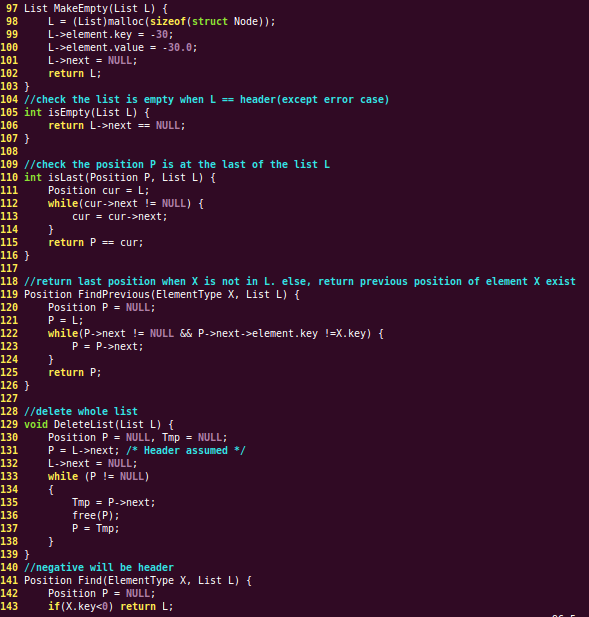 97 List MakeEmpty(List L) {
98     L = (List)malloc(sizeof(struct Node));
99     L->element.key = -30;
100     L->element.value = -30.0;
101     L->next = NULL;
102     return L;
103 }
104 //check the list is empty when L == header(except error case)
105 int isEmpty(List L) {
106     return L->next == NULL;
107 }
108
109 //check the position P is at the last of the list L
110 int isLast(Position P, List L) {
111     Position cur = L;
112     while(cur->next != NULL) {
113         cur = cur->next;
114     }
115     return P == cur;
116 }
117
118 //return last position when X is not in L. else, return previous position of element X exist
119 Position FindPrevious(ElementType X, List L) {
120     Position P = NULL;
121     P = L;
122     while(P->next != NULL && P->next->element.key !=X.key) {
123         P = P->next;
124     }
125     return P;
126 }
127
128 //delete whole list
129 void DeleteList(List L) {
130     Position P = NULL, Tmp = NULL;
131     P = L->next; /* Header assumed */
132     L->next = NULL;
133     while (P != NULL)
134     {
135         Tmp = P->next;
136         free(P);
137         P = Tmp;
138     }
139 }
140 //negative will be header
141 Position Find(ElementType X, List L) {
142     Position P = NULL;
143     if(X.key<0) return L;